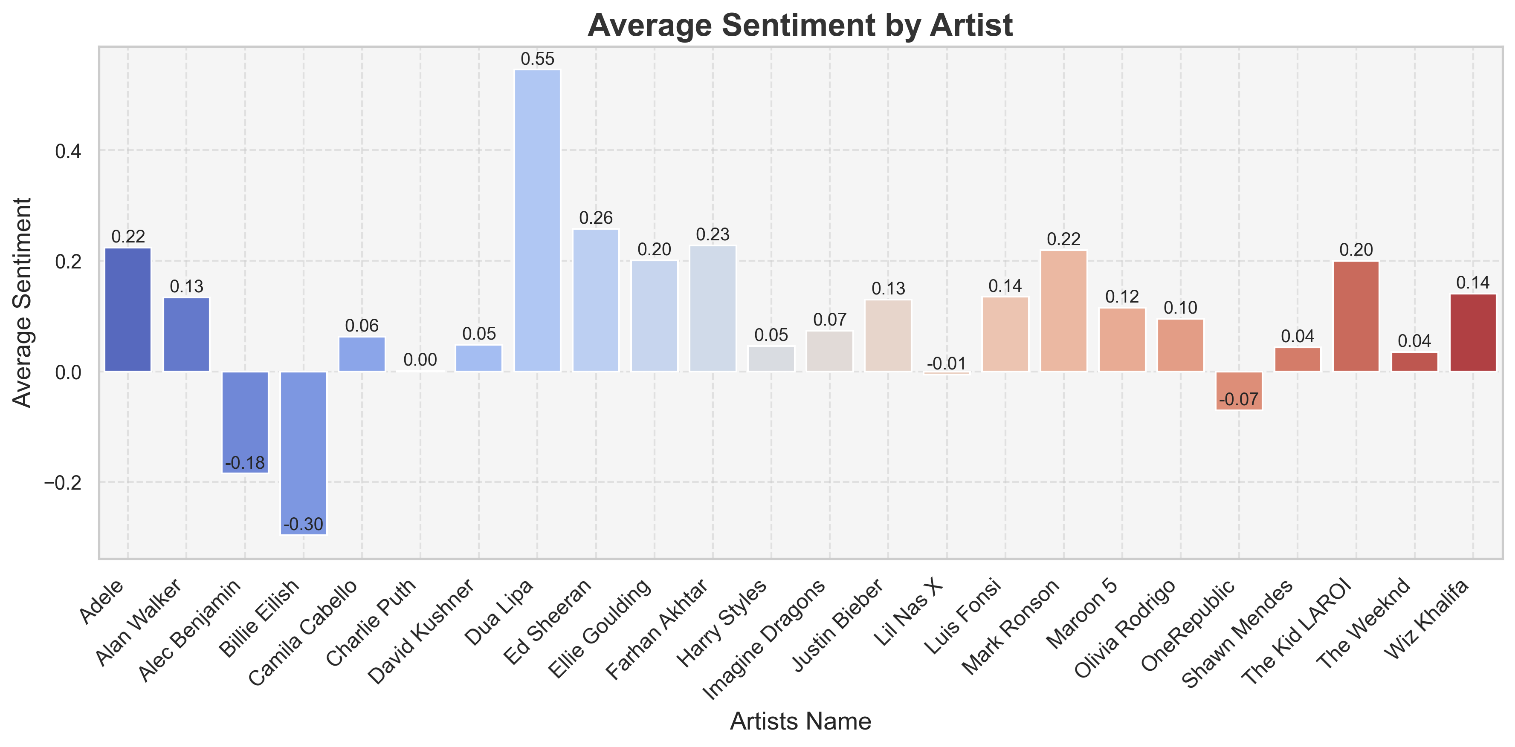 Average Sentiment by Artist
Average Sentiment
0.4
0.2
0.0
−0.2
0.22
0.13
-0.18
-0.30
0.06
0.00
0.05
0.55
0.26
0.20
0.23
0.05
0.07
0.13
-0.01
0.14
0.22
0.12
0.10
-0.07
0.04
0.20
0.04
0.14
Adele
Alan Walker
Alec Benjamin
Billie Eilish
Camila Cabello
Charlie Puth
David Kushner
Dua Lipa
Ed Sheeran
Ellie Goulding
Farhan Akhtar
Harry Styles
Imagine Dragons
Justin Bieber
Lil Nas X
Luis Fonsi
Mark Ronson
Maroon 5
Olivia Rodrigo
OneRepublic
Shawn Mendes
The Kid LAROI
The Weeknd
Wiz Khalifa
Artists Name